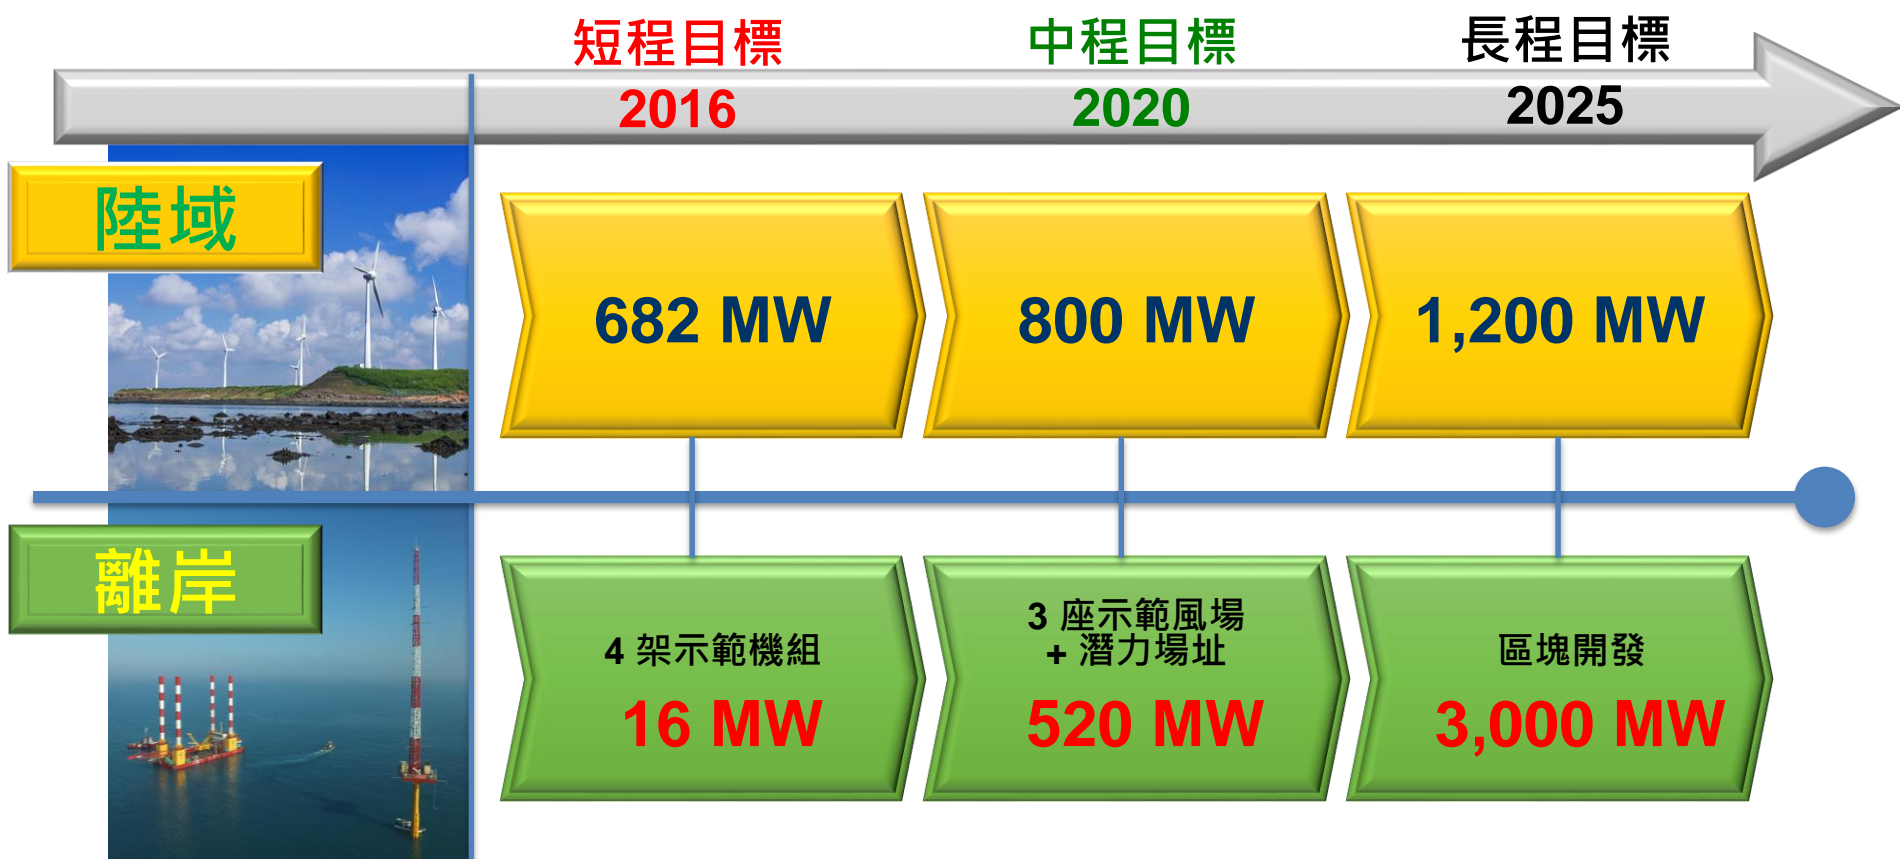 短程目標
中程目標
長程目標
2016
2020
2025
陸域
682 MW
800 MW
1,200 MW
離岸
4 架示範機組
16 MW
3 座示範風場
+ 潛力場址
520 MW
區塊開發
3,000 MW